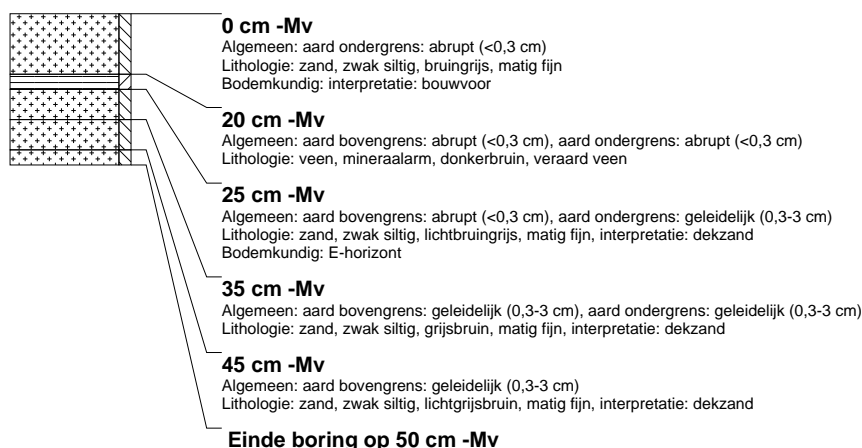 0 cm -Mv
Algemeen: aard ondergrens: abrupt (<0,3 cm)
Lithologie: zand, zwak siltig, bruingrijs, matig fijn
Bodemkundig: interpretatie: bouwvoor
20 cm -Mv
Algemeen: aard bovengrens: abrupt (<0,3 cm), aard ondergrens: abrupt (<0,3 cm)
Lithologie: veen, mineraalarm, donkerbruin, veraard veen
25 cm -Mv
Algemeen: aard bovengrens: abrupt (<0,3 cm), aard ondergrens: geleidelijk (0,3-3 cm)
Lithologie: zand, zwak siltig, lichtbruingrijs, matig fijn, interpretatie: dekzand
Bodemkundig: E-horizont
35 cm -Mv
Algemeen: aard bovengrens: geleidelijk (0,3-3 cm), aard ondergrens: geleidelijk (0,3-3 cm)
Lithologie: zand, zwak siltig, grijsbruin, matig fijn, interpretatie: dekzand
45 cm -Mv
Algemeen: aard bovengrens: geleidelijk (0,3-3 cm)
Lithologie: zand, zwak siltig, lichtgrijsbruin, matig fijn, interpretatie: dekzand
Einde boring op 50 cm -Mv